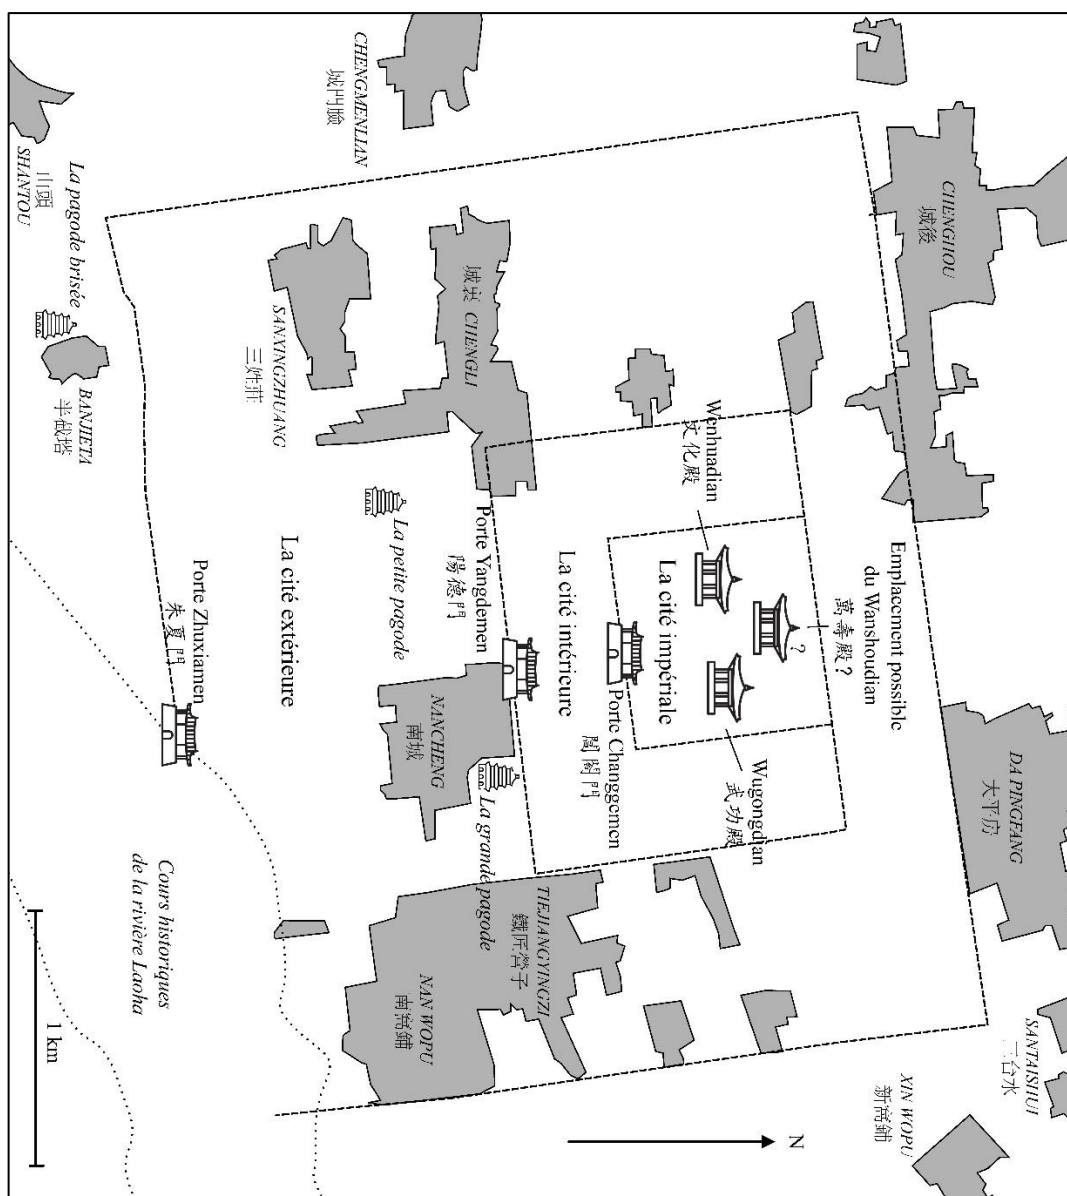 SANTAISHUI
三台水
DA PINGFANG
大平房
CHENGHOU
城後
XIN WOPU
新窩鋪
Emplacement possible
du Wanshoudian
萬壽殿?
?
N
Wenhuadian
文化殿
Wugongdian
武功殿
La cité impériale
Porte Changgemen
閶閤門
La cité intérieure
TIEJIANGYINGZI
鐵匠營子
城裏 CHENGLI
Porte Yangdemen
陽德門
La grande pagode
NANCHENG
南城
NAN WOPU
南窩鋪
CHENGMENLIAN
城門臉
La petite pagode
La cité extérieure
SANXINGZHUANG
三姓莊
Porte Zhuxiamen
朱夏門
Cours historiques
de la rivière Laoha
La pagode brisée
BANJIETA
半截塔
SHANTOU
山頭
1 km